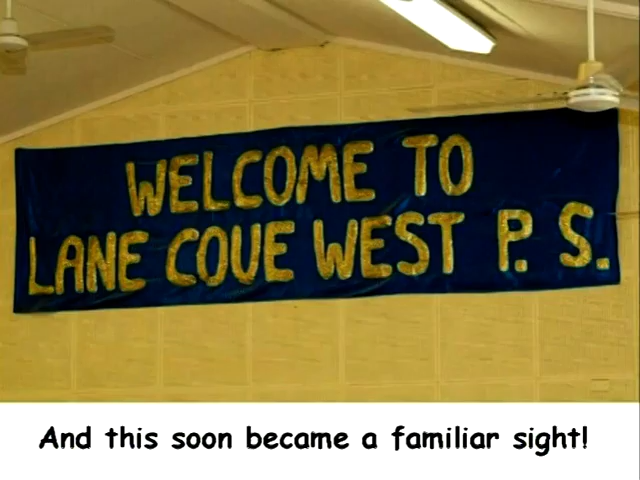 WELCOME TO
LANE COVE WEST P. S.
And this soon became a familiar sight!